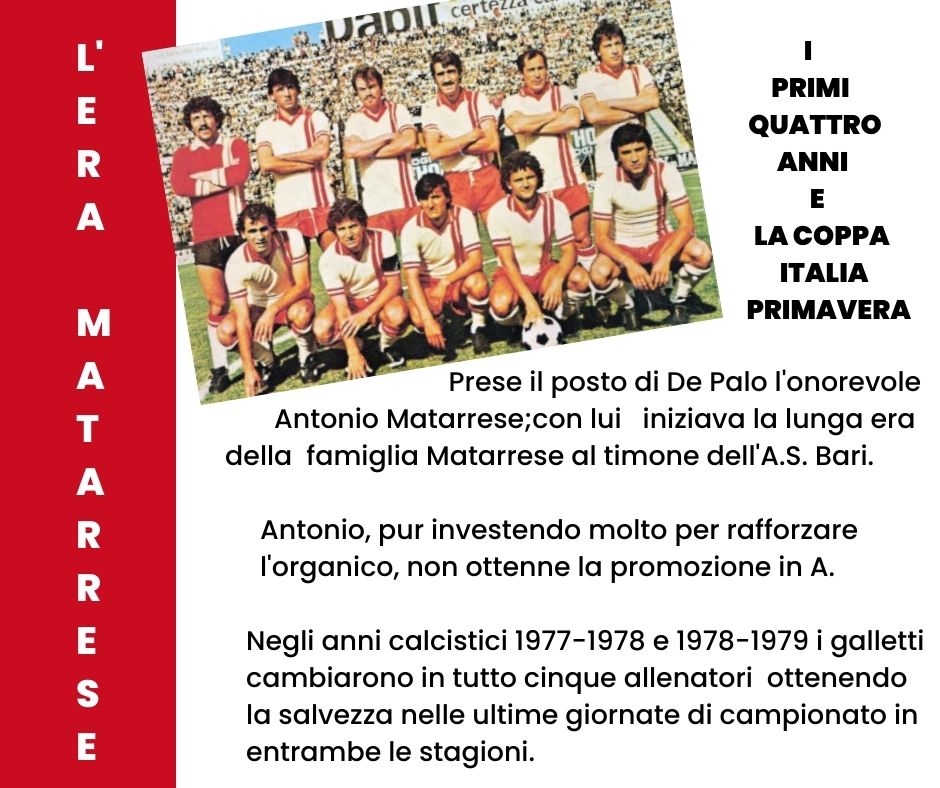 L'
E
R
A
M
A
T
A
R
R
E
S
E
certezza
I
PRIMI
QUATTRO
ANNI
E
LA COPPA
ITALIA
PRIMAVERA
Prese il posto di De Palo l'onorevole
Antonio Matarrese;con lui iniziava la lunga era
della famiglia Matarrese al timone dell'A.S. Bari.
Antonio, pur investendo molto per rafforzare
l'organico, non ottenne la promozione in A.
Negli anni calcistici 1977-1978 e 1978-1979 i galletti
cambiarono in tutto cinque allenatori ottenendo
la salvezza nelle ultime giornate di campionato in
entrambe le stagioni.